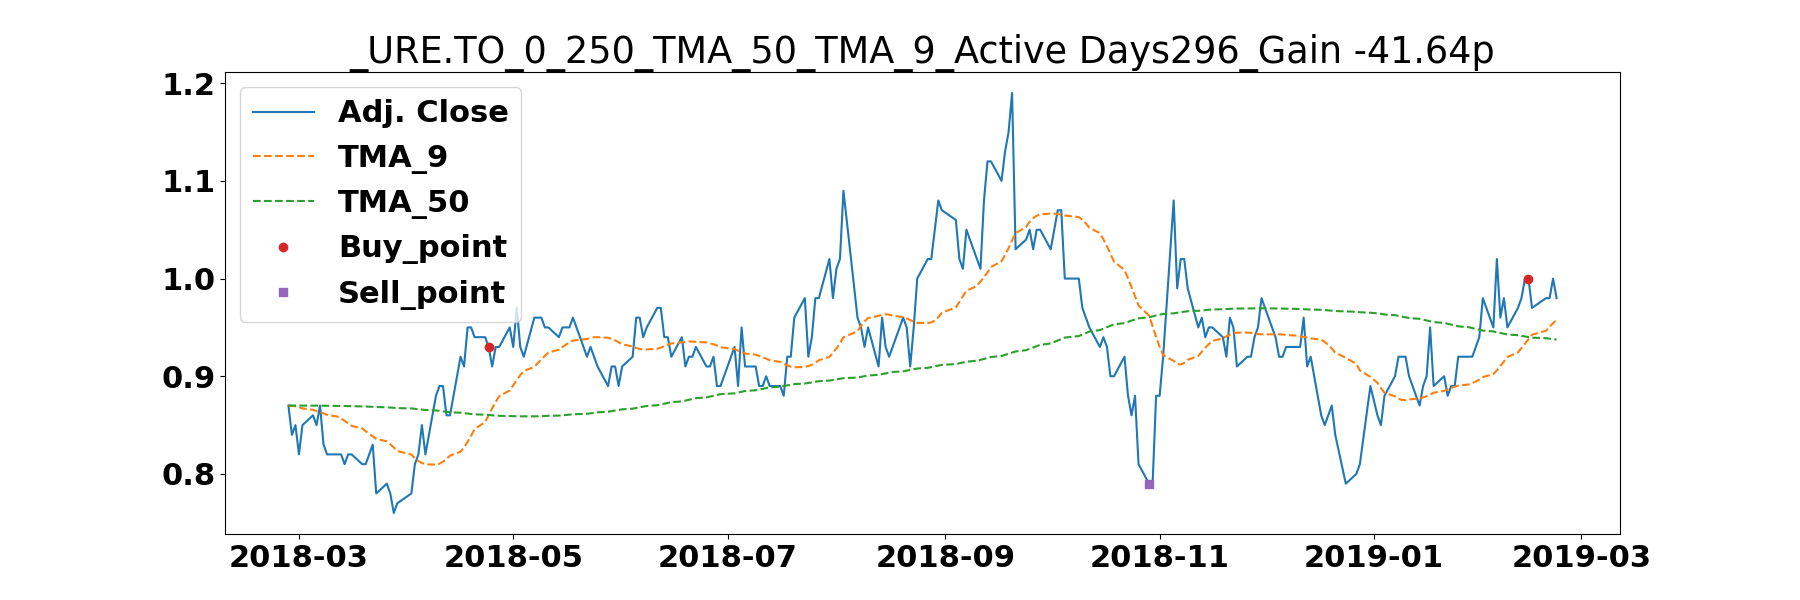 _URE.TO_0_250_TMA_50_TMA_9_Active Days296_Gain -41.64p
1.2
1.1
1.0
0.9
0.8
Adj. Close
TMA_9
TMA_50
Buy_point
Sell_point
2018-03 2018-05 2018-07 2018-09 2018-11 2019-01 2019-03